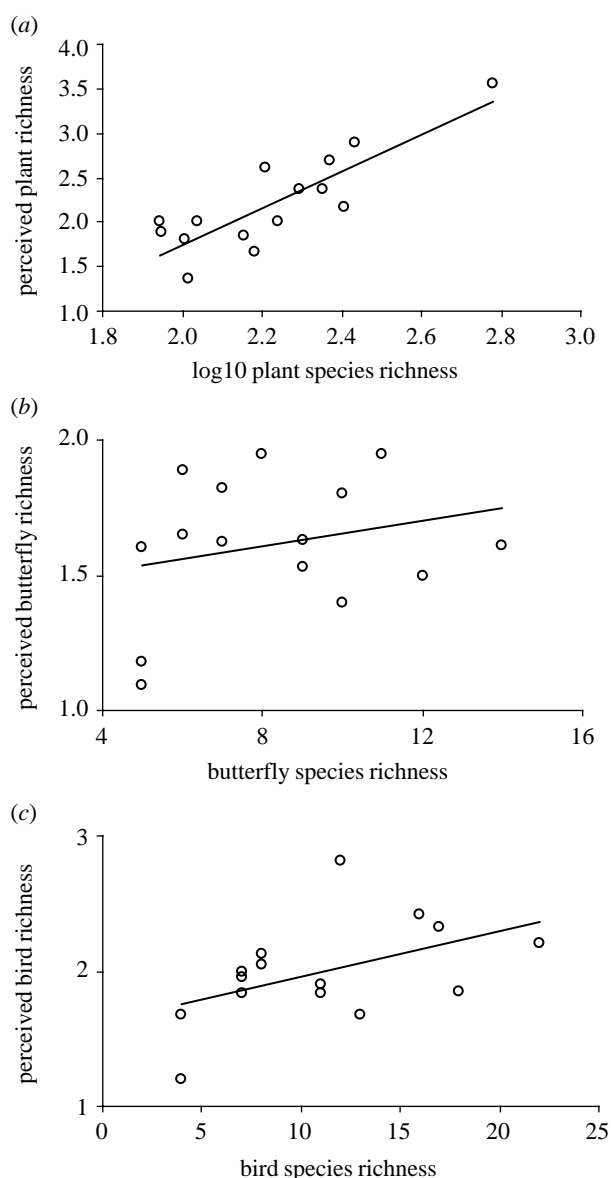 (a)
4.0
3.5
3.0
2.5
2.0
1.5
1.0
perceived plant richness
1.8 2.0 2.2 2.4 2.6 2.8 3.0
log10 plant species richness
(b)
2.0
1.5
1.0
perceived butterfly richness
4 8 12 16
butterfly species richness
(c)
3
2
1
perceived bird richness
0 5 10 15 20 25
bird species richness